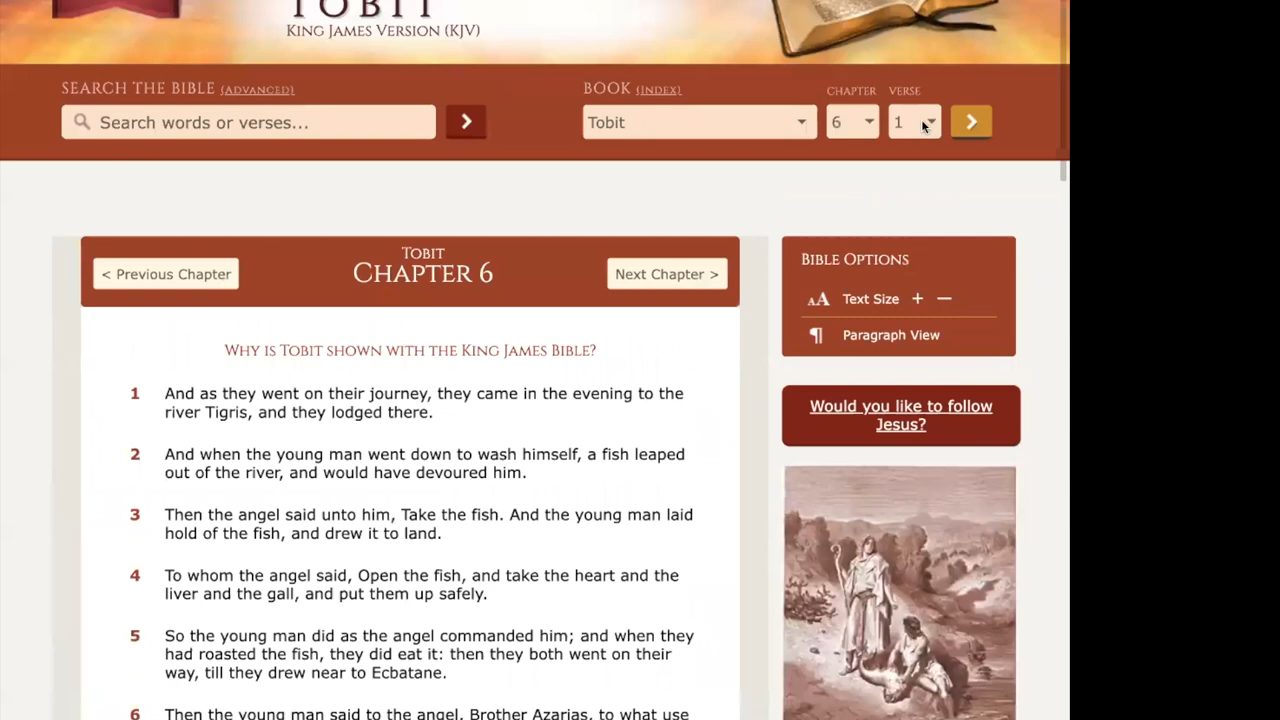 TOBIT
KING JAMES VERSION (KJV)
SEARCH THE BIBLE (ADVANCED)
BOOK (INDEX)
CHAPTER
VERSE
Search words or verses...
Tobit
6
1
TOBIT
CHAPTER 6
< Previous Chapter
Next Chapter >
WHY IS TOBIT SHOWN WITH THE KING JAMES BIBLE?
1 And as they went on their journey, they came in the evening to the
river Tigris, and they lodged there.
2 And when the young man went down to wash himself, a fish leaped
out of the river, and would have devoured him.
3 Then the angel said unto him, Take the fish. And the young man laid
hold of the fish, and drew it to land.
4 To whom the angel said, Open the fish, and take the heart and the
liver and the gall, and put them up safely.
5 So the young man did as the angel commanded him; and when they
had roasted the fish, they did eat it: then they both went on their
way, till they drew near to Ecbatane.
6 Then the young man said to the angel, Brother Azarias, to what use
BIBLE OPTIONS
AA Text Size + —
¶ Paragraph View
Would you like to follow
Jesus?